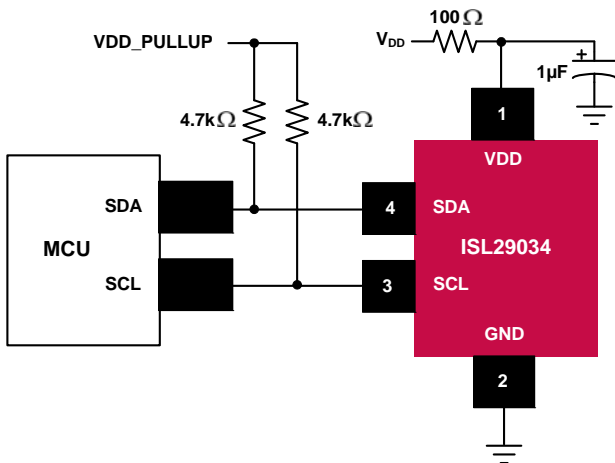 100Ω
VDD_PULLUP
VDD
+
1µF
4.7kΩ
4.7kΩ
1
VDD
SDA
4
SDA
MCU
ISL29034
SCL
3
SCL
GND
2